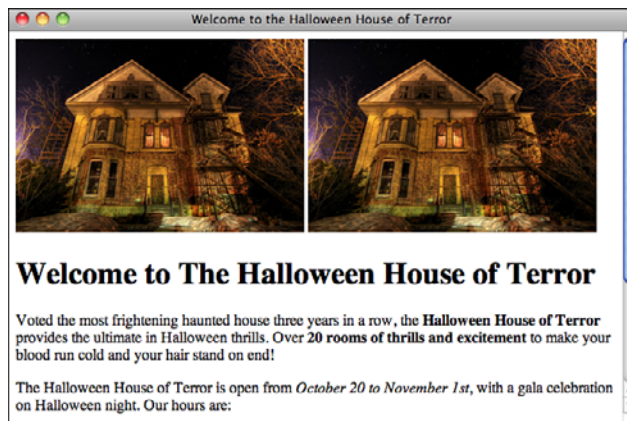 Welcome to the Halloween House of Terror
Welcome to The Halloween House of Terror
Voted the most frightening haunted house three years in a row, the Halloween House of Terror
provides the ultimate in Halloween thrills. Over 20 rooms of thrills and excitement to make your
blood run cold and your hair stand on end!
The Halloween House of Terror is open from October 20 to November 1st, with a gala celebration
on Halloween night. Our hours are: